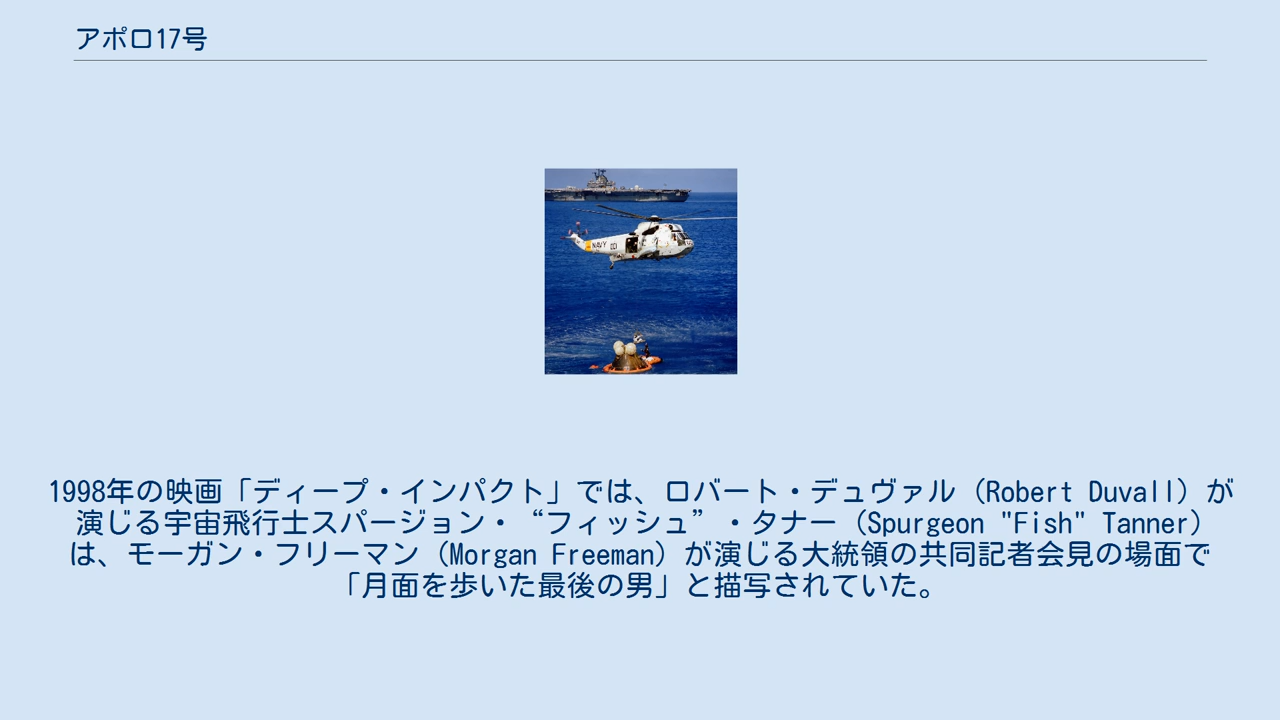 アポロ17号
NAVY
1998年の映画「ディープ・インパクト」では、ロバート・デュヴァル（Robert Duvall）が
演じる宇宙飛行士スパージョン・“フィッシュ”・タナー（Spurgeon "Fish" Tanner）
は、モーガン・フリーマン（Morgan Freeman）が演じる大統領の共同記者会見の場面で
「月面を歩いた最後の男」と描写されていた。